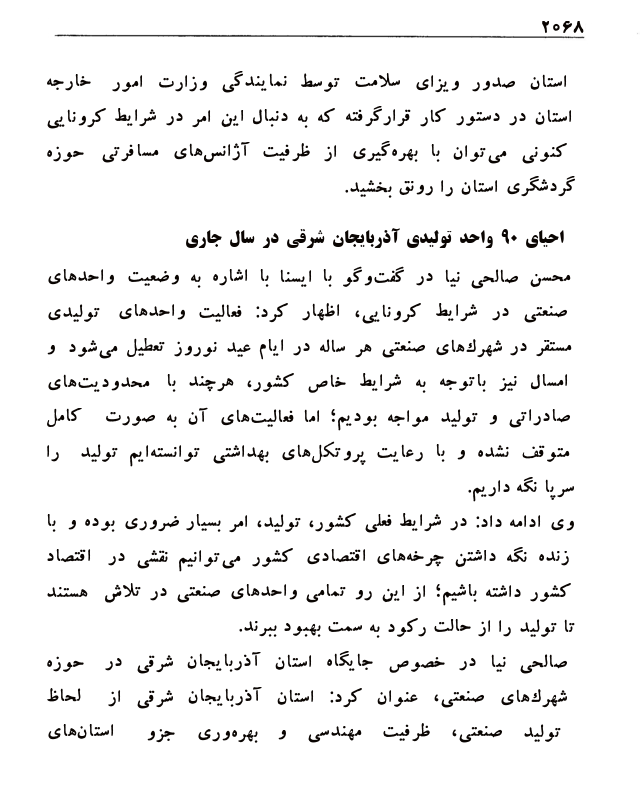 ۲۰۶۸
استان صدور ویزای سلامت توسط نمایندگی وزارت امور خارجه
استان در دستور کار قرارگرفته که به دنبال این امر در شرایط کرونایی
کنونی می‌توان با بهره‌گیری از ظرفیت آژانس‌های مسافرتی حوزه
گردشگری استان را رونق بخشید.
احیای ۹۰ واحد تولیدی آذربایجان شرقی در سال جاری
محسن صالحی نیا در گفت‌وگو با ایسنا با اشاره به وضعیت واحدهای
صنعتی در شرایط کرونایی، اظهار کرد: فعالیت واحدهای تولیدی
مستقر در شهرك‌های صنعتی هر ساله در ایام عید نوروز تعطیل می‌شود و
امسال نیز باتوجه به شرایط خاص کشور، هرچند با محدودیت‌های
صادراتی و تولید مواجه بودیم؛ اما فعالیت‌های آن به صورت کامل
متوقف نشده و با رعایت پروتکل‌های بهداشتی توانسته‌ایم تولید را
سرپا نگه داریم.
وی ادامه داد: در شرایط فعلی کشور، تولید، امر بسیار ضروری بوده و با
زنده نگه داشتن چرخه‌های اقتصادی کشور می‌توانیم نقشی در اقتصاد
کشور داشته باشیم؛ از این رو تمامی واحدهای صنعتی در تلاش هستند
تا تولید را از حالت رکود به سمت بهبود ببرند.
صالحی نیا در خصوص جایگاه استان آذربایجان شرقی در حوزه
شهرك‌های صنعتی، عنوان کرد: استان آذربایجان شرقی از لحاظ
تولید صنعتی، ظرفیت مهندسی و بهره‌وری جزو استان‌های